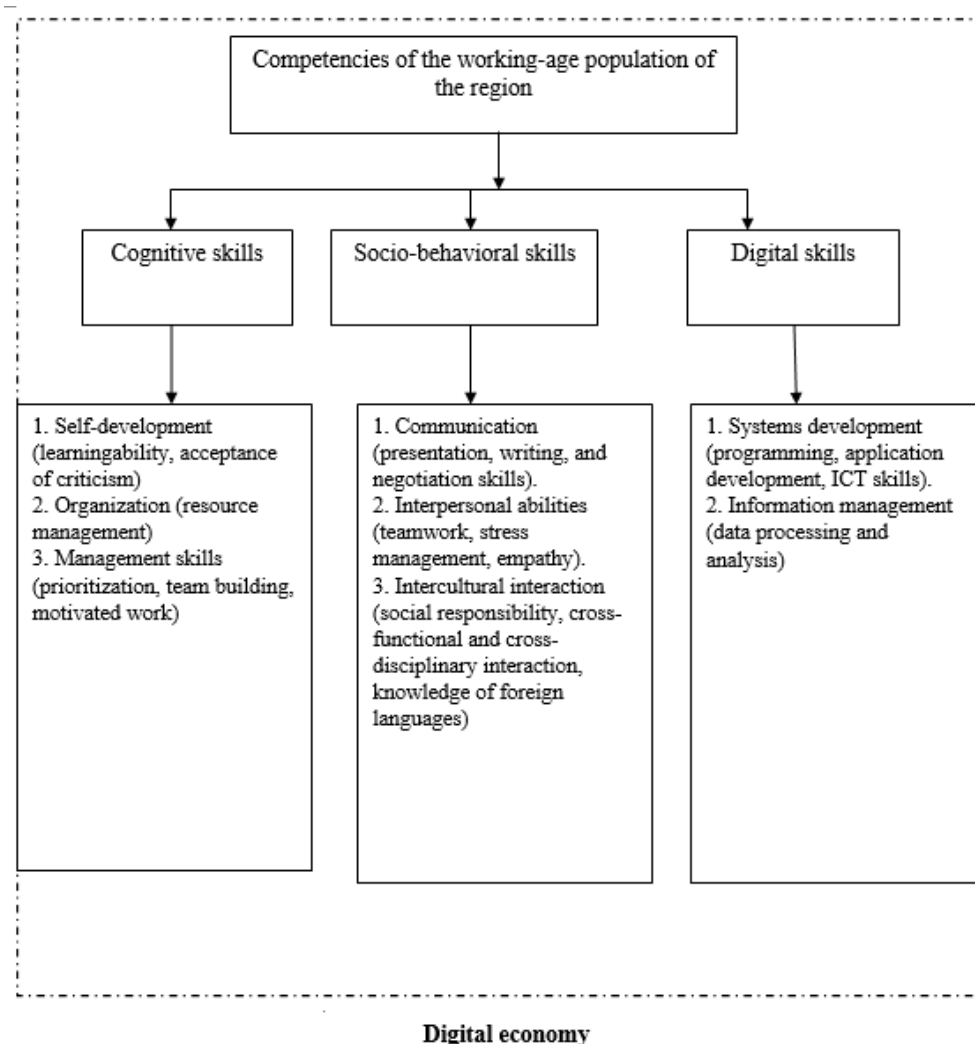 Competencies of the working-age population of
the region
Cognitive skills
Socio-behavioral skills
Digital skills
1. Self-development
(learningability, acceptance
of criticism)
2. Organization (resource
management)
3. Management skills
(prioritization, team building,
motivated work)
1. Communication
(presentation, writing, and
negotiation skills).
2. Interpersonal abilities
(teamwork, stress
management, empathy).
3. Intercultural interaction
(social responsibility, cross-
functional and cross-
disciplinary interaction,
knowledge of foreign
languages)
1. Systems development
(programming, application
development, ICT skills).
2. Information management
(data processing and
analysis)
Digital economy